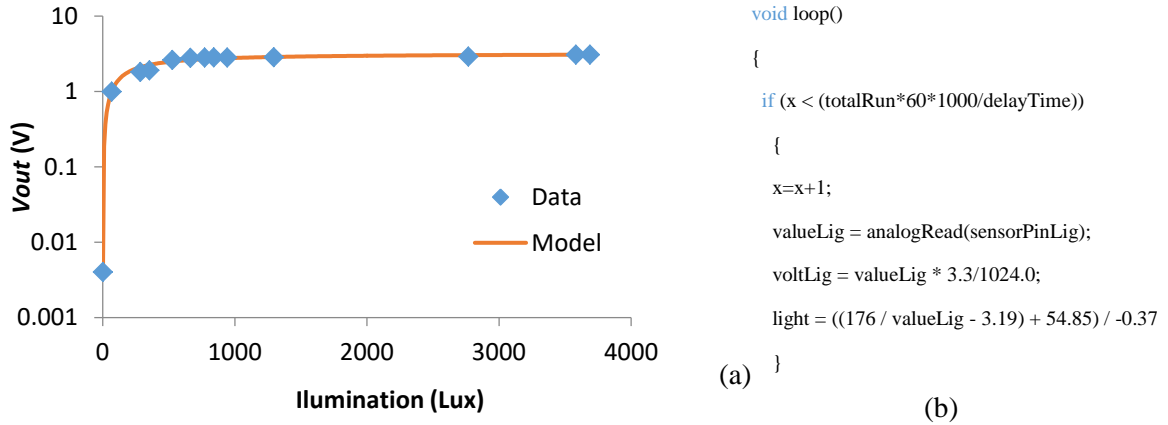 10
1
0.1
0.01
0.001
Vout (V)
Data
Model
0 1000 2000 3000 4000
Ilumination (Lux)
(a)
void loop()
{
if (x < (totalRun*60*1000/delayTime))
{
x=x+1;
valueLig = analogRead(sensorPinLig);
voltLig = valueLig * 3.3/1024.0;
light = ((176 / valueLig - 3.19) + 54.85) / -0.37
}
(b)